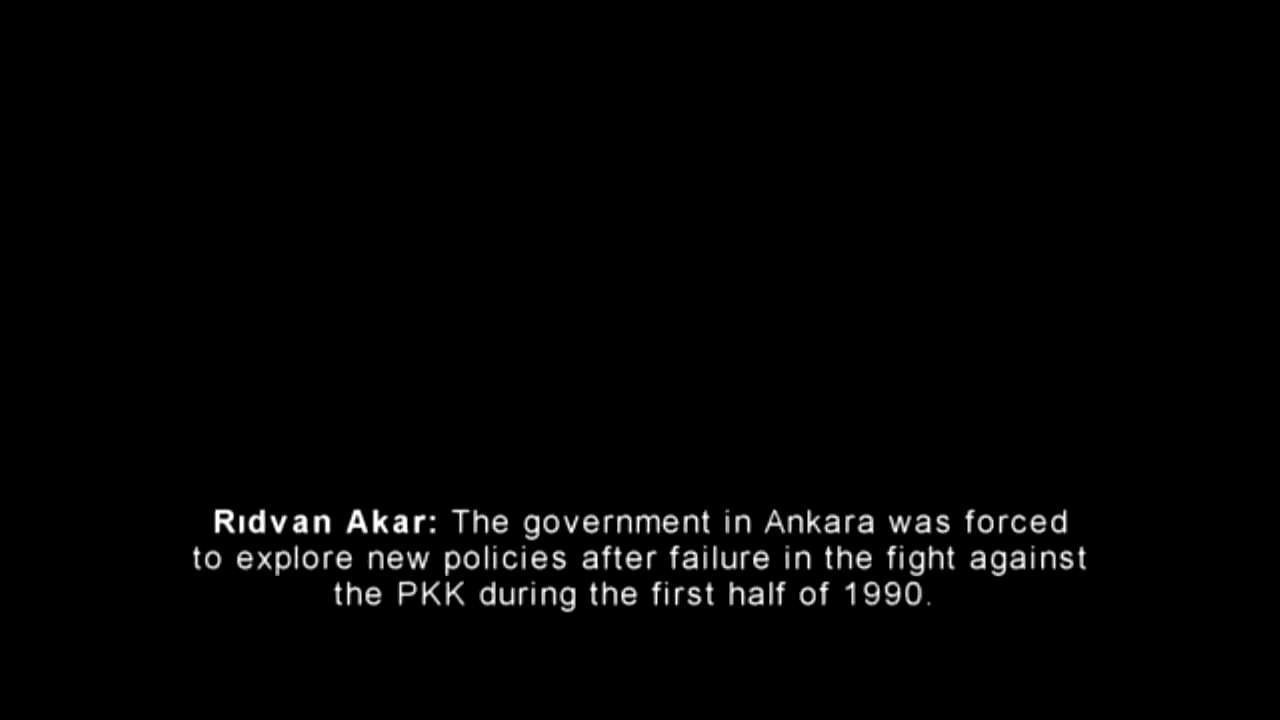 Rıdvan Akar: The government in Ankara was forced
to explore new policies after failure in the fight against
the PKK during the first half of 1990.